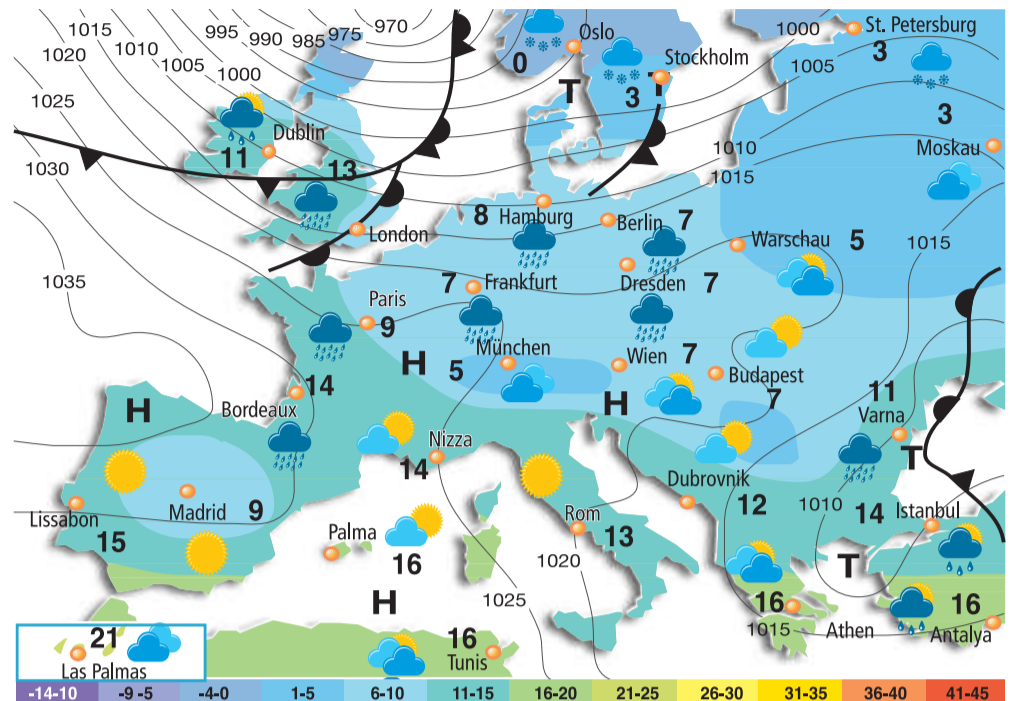 970
975
995
990
985
1015
1010
1020
1005
1000
1025
1030
1035
Oslo
0
St. Petersburg
1000
3
1005
Stockholm
T
T
3
3
Moskau
1010
1015
Dublin
11
13
London
8
Hamburg
Berlin
7
Warschau
5
1015
7
Frankfurt
Dresden
7
Paris
9
H
München
5
Wien
7
Budapest
7
H
14
Bordeaux
H
Nizza
14
11
Varna
T
Dubrovnik
12
1010
14
Istanbul
Lissabon
15
Madrid
9
Palma
16
Rom
13
1020
T
H
1025
16
1015
Athen
16
Antalya
21
Las Palmas
16
Tunis
-14-10
-9 -5
-4-0
1-5
6-10
11-15
16-20
21-25
26-30
31-35
36-40
41-45